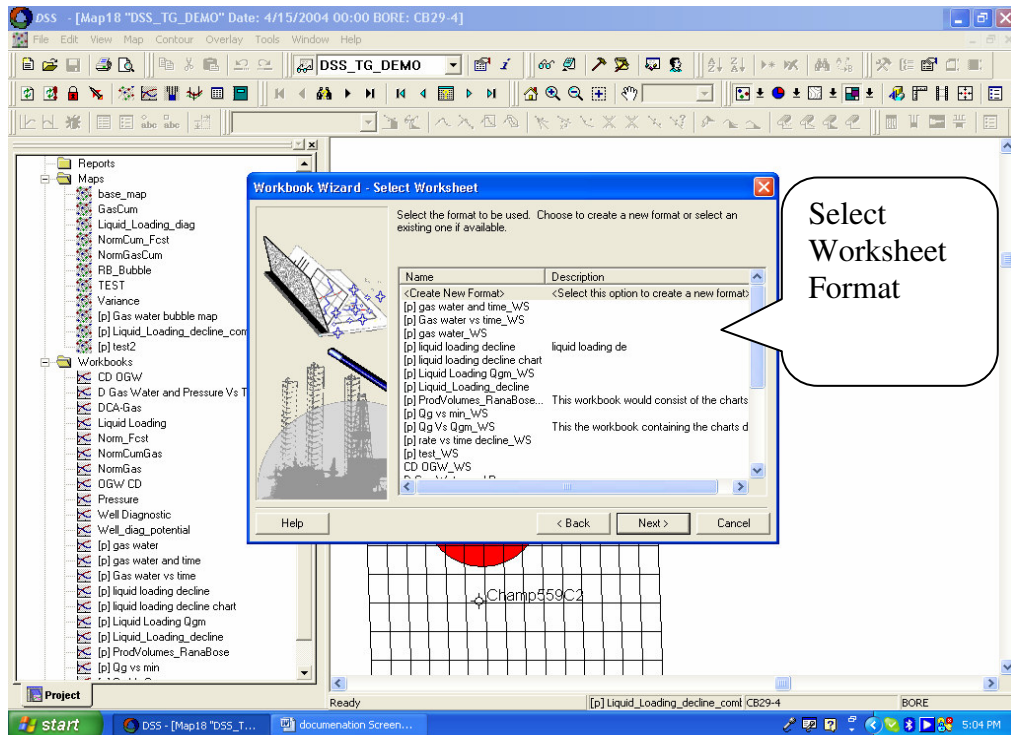 DSS - [Map18 "DSS_TG_DEMO" Date: 4/15/2004 00:00 BORE: CB29-4]
File Edit View Map Contour Overlay Tools Window Help
DSS_TG_DEMO
abc abc
Reports
Maps
base_map
GasCum
Liquid_Loading_diag
NormCum_Fcst
NormGasCum
RB_Bubble
TEST
Variance
[p] Gas water bubble map
[p] Liquid_Loading_decline_con
[p] test2
Workbooks
CD OGW
D Gas Water and Pressure Vs T
DCA-Gas
Liquid Loading
Norm_Fcst
NormCumGas
NormGas
OGW CD
Pressure
Well Diagnostic
Well_diag_potential
[p] gas water
[p] gas water and time
[p] Gas water vs time
[p] liquid loading decline
[p] liquid loading decline chart
[p] Liquid Loading Qgm
[p] Liquid_Loading_decline
[p] ProdVolumes_RanaBose
[p] Qg vs min
Project
Workbook Wizard - Select Worksheet
Select the format to be used. Choose to create a new format or select an
existing one if available.
Name Description
<Create New Format> <Select this option to create a new format>
[p] gas water and time_WS
[p] Gas water vs time_WS
[p] gas water_WS
[p] liquid loading decline liquid loading de
[p] liquid loading decline chart
[p] Liquid Loading Qgm_WS
[p] Liquid_Loading_decline
[p] ProdVolumes_RanaBose... This workbook would consist of the charts
[p] Qg vs min_WS
[p] Qg Vs Qgm_WS This the workbook containing the charts d
[p] rate vs time decline_WS
[p] test_WS
CD OGW_WS
Help < Back Next > Cancel
Select
Worksheet
Format
Champ559C2
Ready [p] Liquid_Loading_decline_coml CB29-4 BORE
start DSS - [Map18 "DSS_T... documenation Screen... 5:04 PM